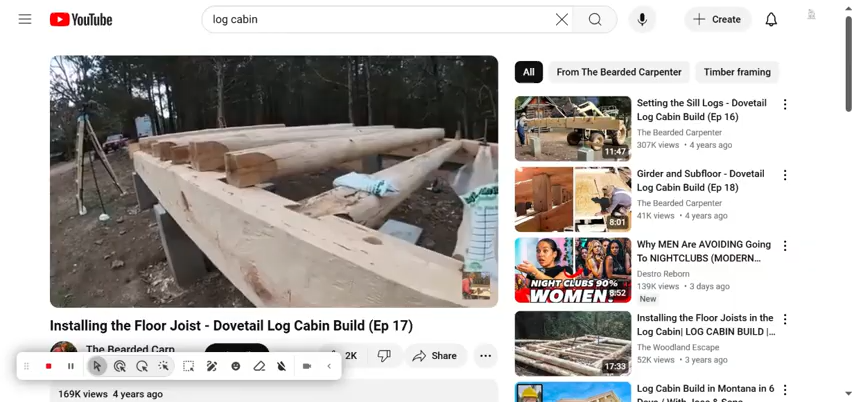 YouTube
log cabin
Create
Installing the Floor Joist - Dovetail Log Cabin Build (Ep 17)
The Bearded Carp
2K
Share
169K views 4 years ago
All
From The Bearded Carpenter
Timber framing
11:47
Setting the Sill Logs - Dovetail
Log Cabin Build (Ep 16)
The Bearded Carpenter
307K views • 4 years ago
8:01
Girder and Subfloor - Dovetail
Log Cabin Build (Ep 18)
The Bearded Carpenter
41K views • 4 years ago
NIGHT CLUBS 90%
WOMEN
8:52
Why MEN Are AVOIDING Going
To NIGHTCLUBS (MODERN...
Destro Reborn
139K views • 3 days ago
New
17:33
Installing the Floor Joists in the
Log Cabin| LOG CABIN BUILD |...
The Woodland Escape
52K views • 3 years ago
Log Cabin Build in Montana in 6